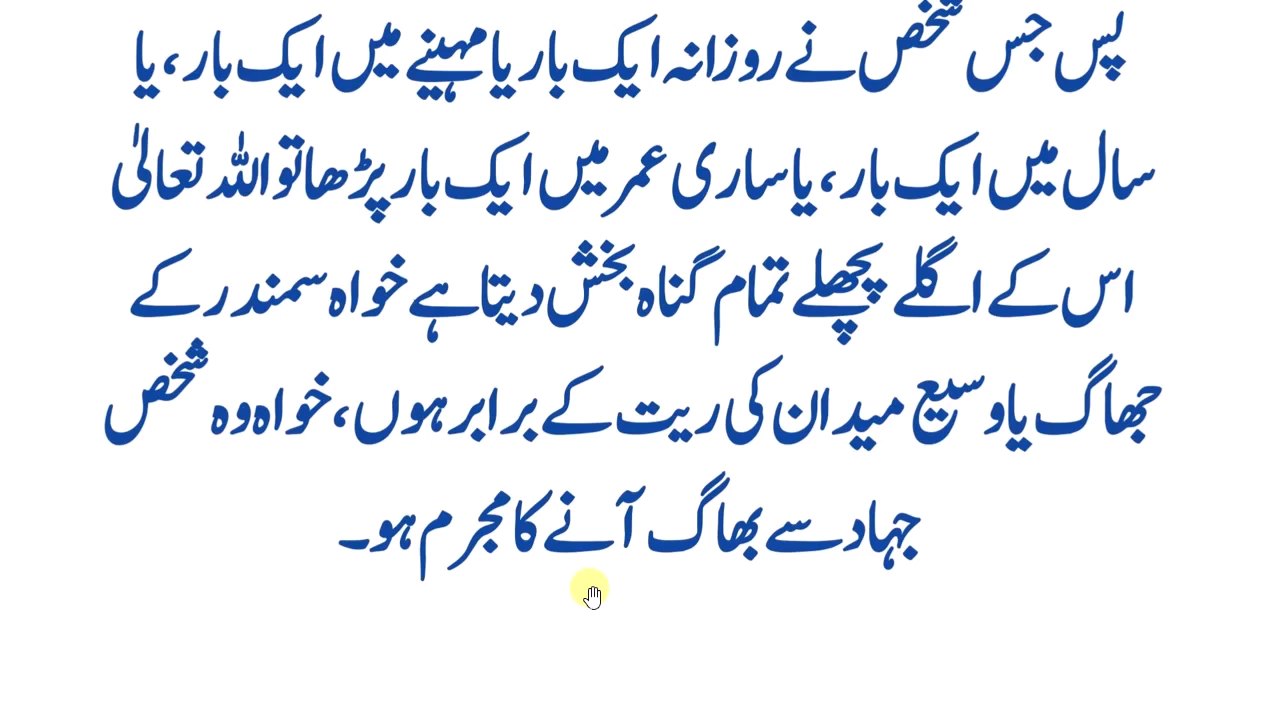 پس جس شخص نے روزانہ ایک بار یا مہینے میں ایک بار، یا
سال میں ایک بار، یا ساری عمر میں ایک بار پڑھا تو اللہ تعالیٰ
اس کے اگلے پچھلے تمام گناہ بخش دیتا ہے خواہ سمندر کے
جھاگ یا وسیع میدان کی ریت کے برابر ہوں، خواہ وہ شخص
جہاد سے بھاگ آنے کا مجرم ہو۔